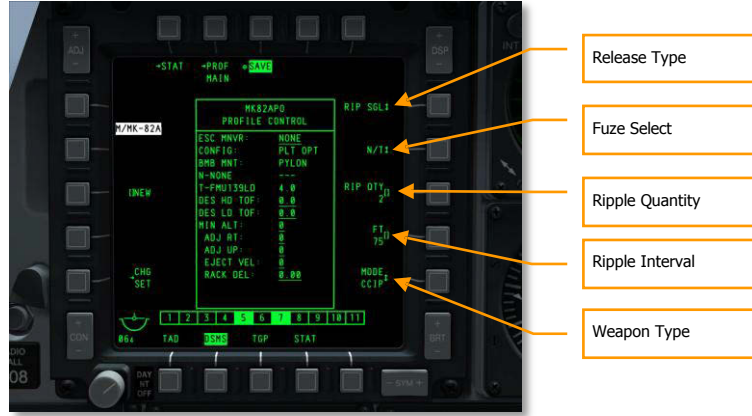 ADJ
DSP
INT
→STAT →PROF SAVE
MAIN
MK82APO
PROFILE CONTROL
RIP SGL↕
M/MK-82A
ESC MNVR: NONE
CONFIG: PLT OPT
BMB MNT: PYLON
N-NONE ---
T-FMU139LD 4.0
DES HD TOF: 0.0
DES LD TOF: 0.0
MIN ALT: 0
ADJ RT: 0
ADJ UP: 0
EJECT VEL: 0
RACK DEL: 0.00
N/T↕
[]NEW
RIP QTY
2[]
FT
75[]
CHG
SET
MODE
CCIP↕
1 2 3 4 5 6 7 8 9 10 11
CON
TAD DSMS TGP STAT
BRT
ALL
08
DAY
NT
OFF
- SYM +
Release Type
Fuze Select
Ripple Quantity
Ripple Interval
Weapon Type